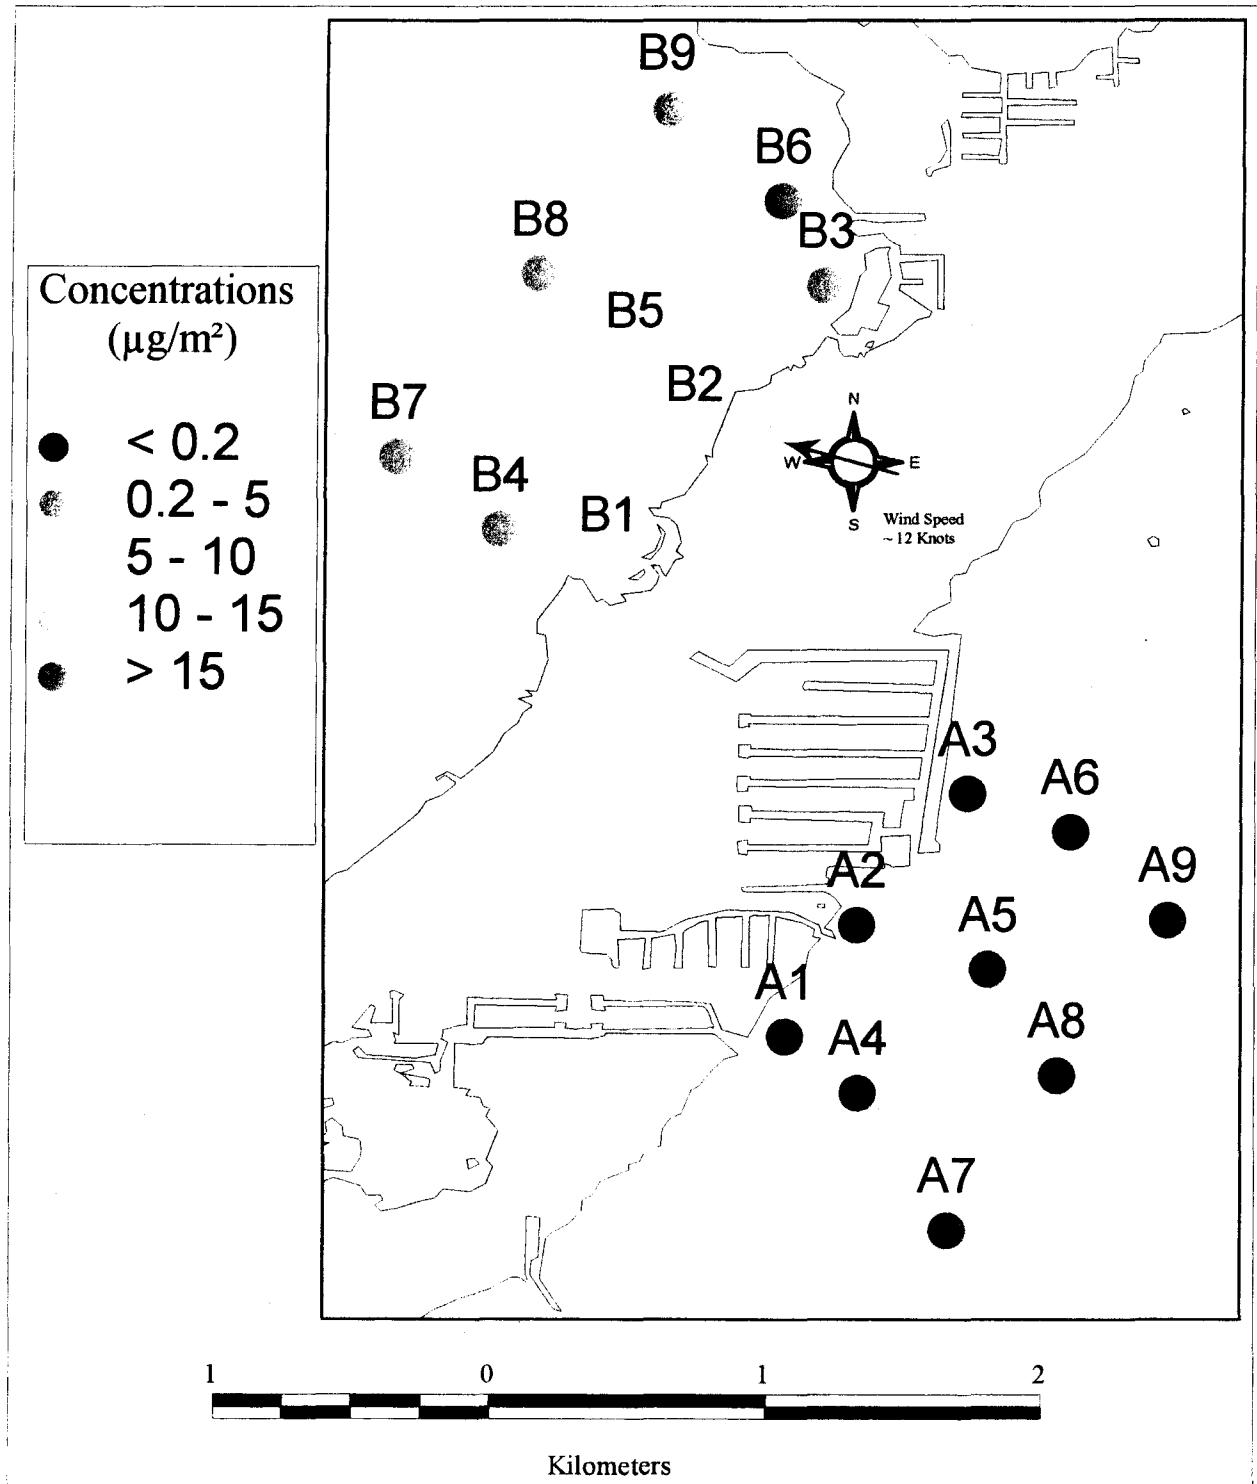 B9
B6
B8
B3
B5
B2
B7
B4
B1
Concentrations
(µg/m²)
< 0.2
0.2 - 5
5 - 10
10 - 15
> 15
N
W
E
S
Wind Speed
~ 12 Knots
A3
A6
A2
A9
A5
A1
A4
A8
A7
1 0 1 2
Kilometers